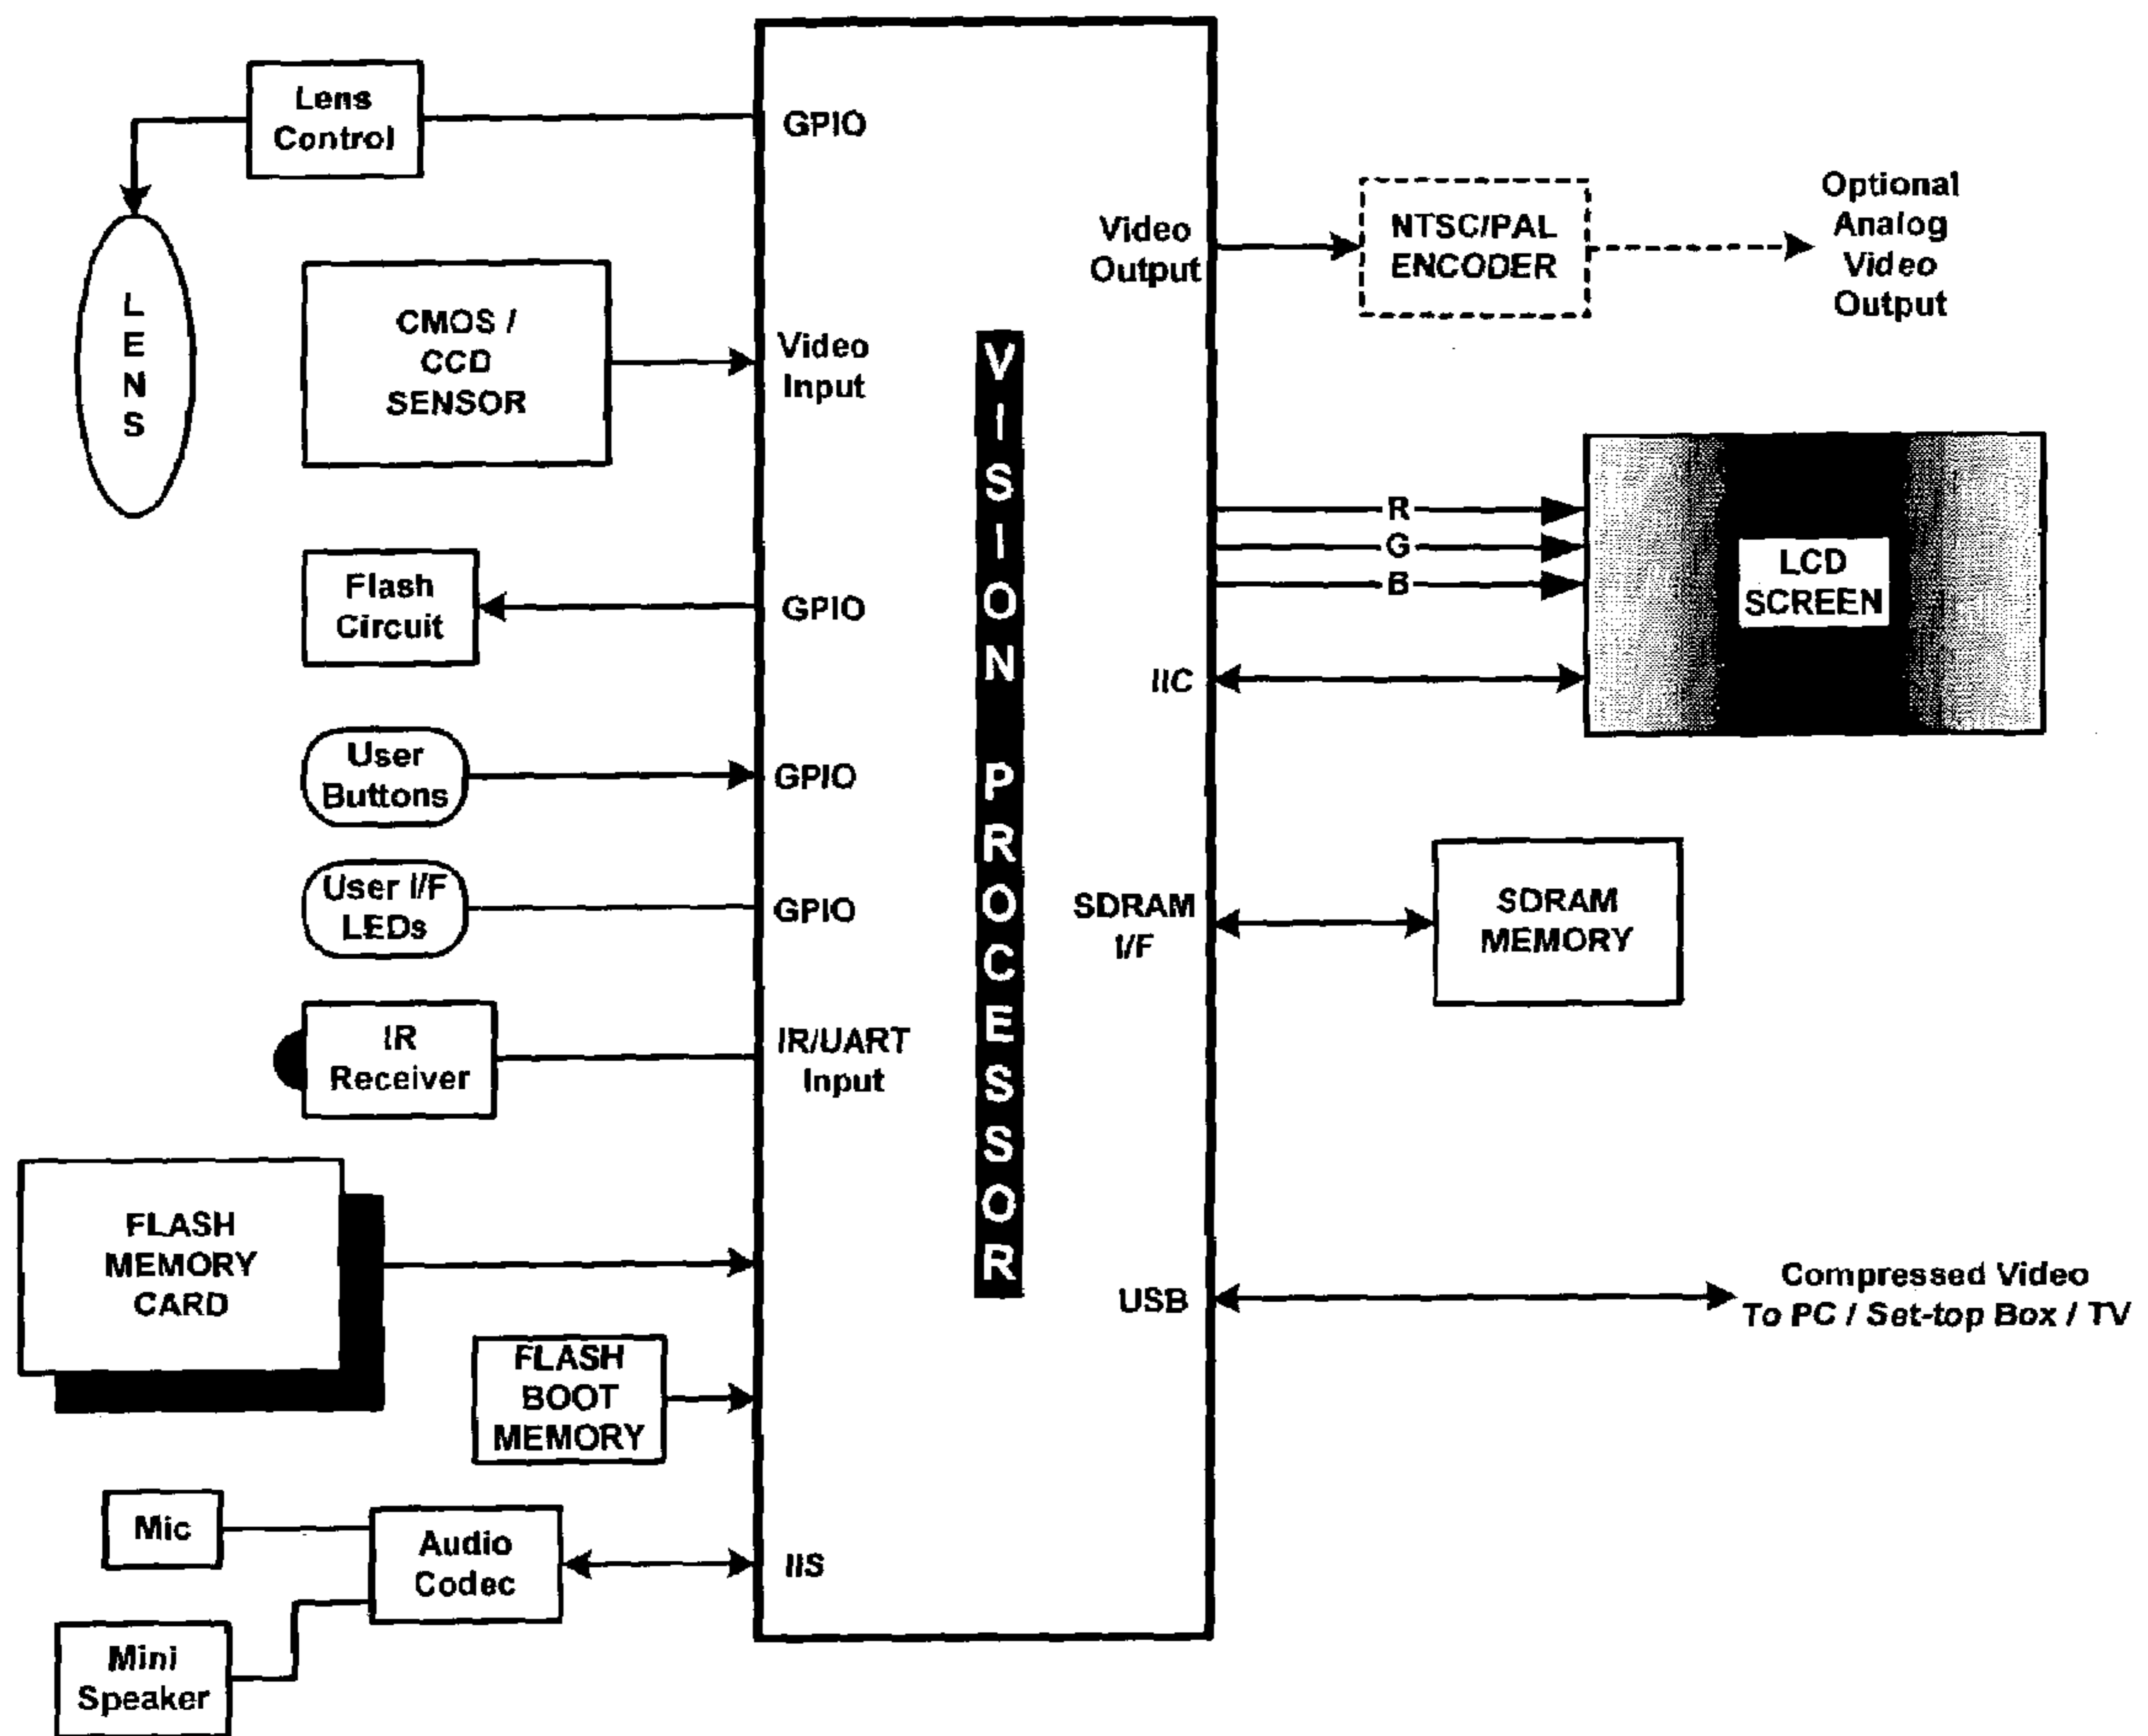 Lens
Control
GPIO
L
E
N
S
CMOS /
CCD
SENSOR
Video
Input
Flash
Circuit
GPIO
User
Buttons
GPIO
User I/F
LEDs
GPIO
IR
Receiver
IR/UART
Input
FLASH
MEMORY
CARD
FLASH
BOOT
MEMORY
Mic
Audio
Codec
IIS
Mini
Speaker
VISION PROCESSOR
Video
Output
NTSC/PAL
ENCODER
Optional
Analog
Video
Output
R
G
B
LCD
SCREEN
IIC
SDRAM
I/F
SDRAM
MEMORY
USB
Compressed Video
To PC / Set-top Box / TV